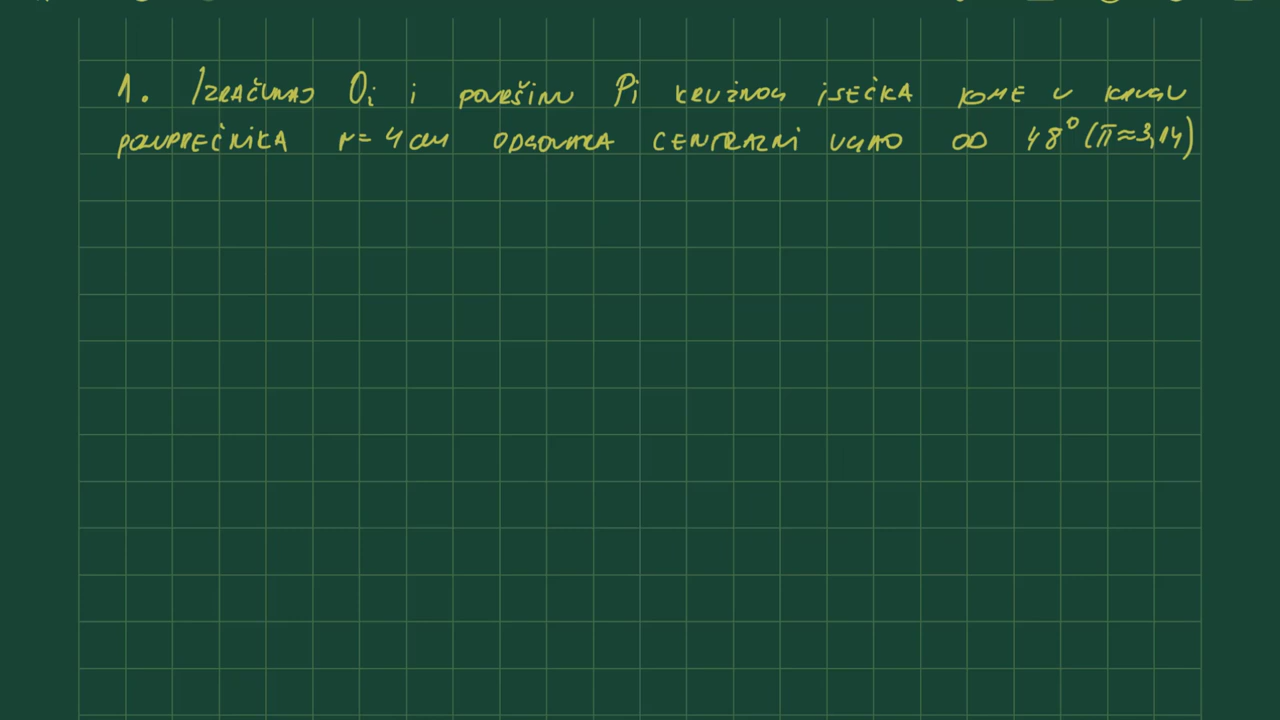 1. IZRAČUNAJ Oi i POVRŠINU Pi KRUŽNOG ISEČKA KOME U KRUGU
POLUPREČNIKA r = 4 cm ODGOVARA CENTRALNI UGAO OD 48° (π≈3,14)